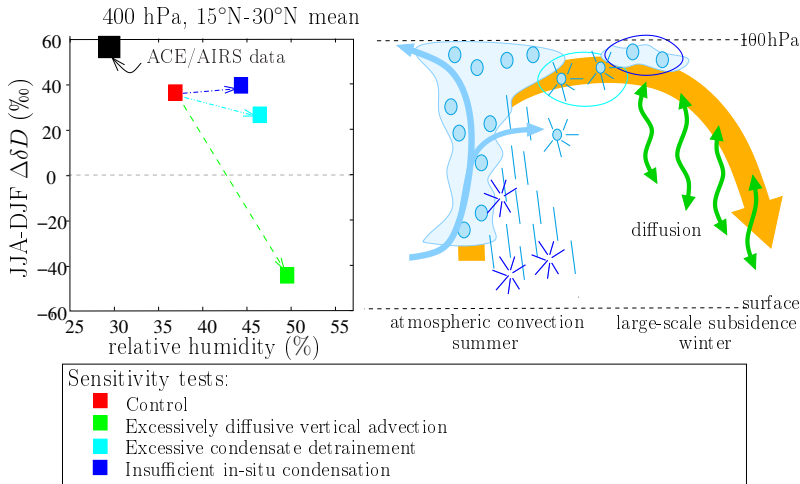 400 hPa, 15°N-30°N mean
JJA-DJF ΔδD (‰)
60
40
20
0
−20
−40
−60
25
30
35
40
45
50
55
relative humidity (%)
ACE/AIRS data
100hPa
diffusion
surface
atmospheric convection
summer
large-scale subsidence
winter
Sensitivity tests:
Control
Excessively diffusive vertical advection
Excessive condensate detrainement
Insufficient in-situ condensation